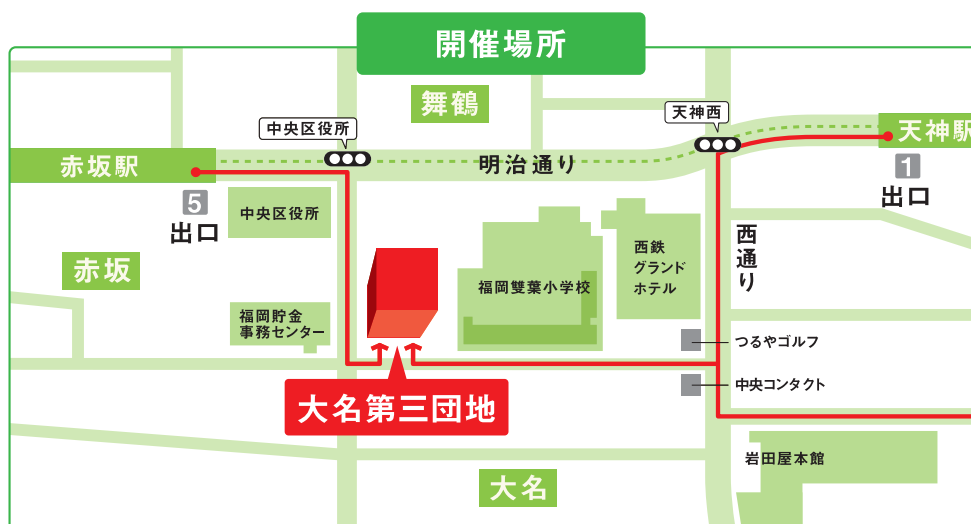 開催場所
舞鶴
天神西
中央区役所
天神駅
赤坂駅
明治通り
1
出口
5
出口
中央区役所
西通り
西鉄
グランド
ホテル
赤坂
福岡雙葉小学校
福岡貯金
事務センター
つるやゴルフ
中央コンタクト
大名第三団地
岩田屋本館
大名